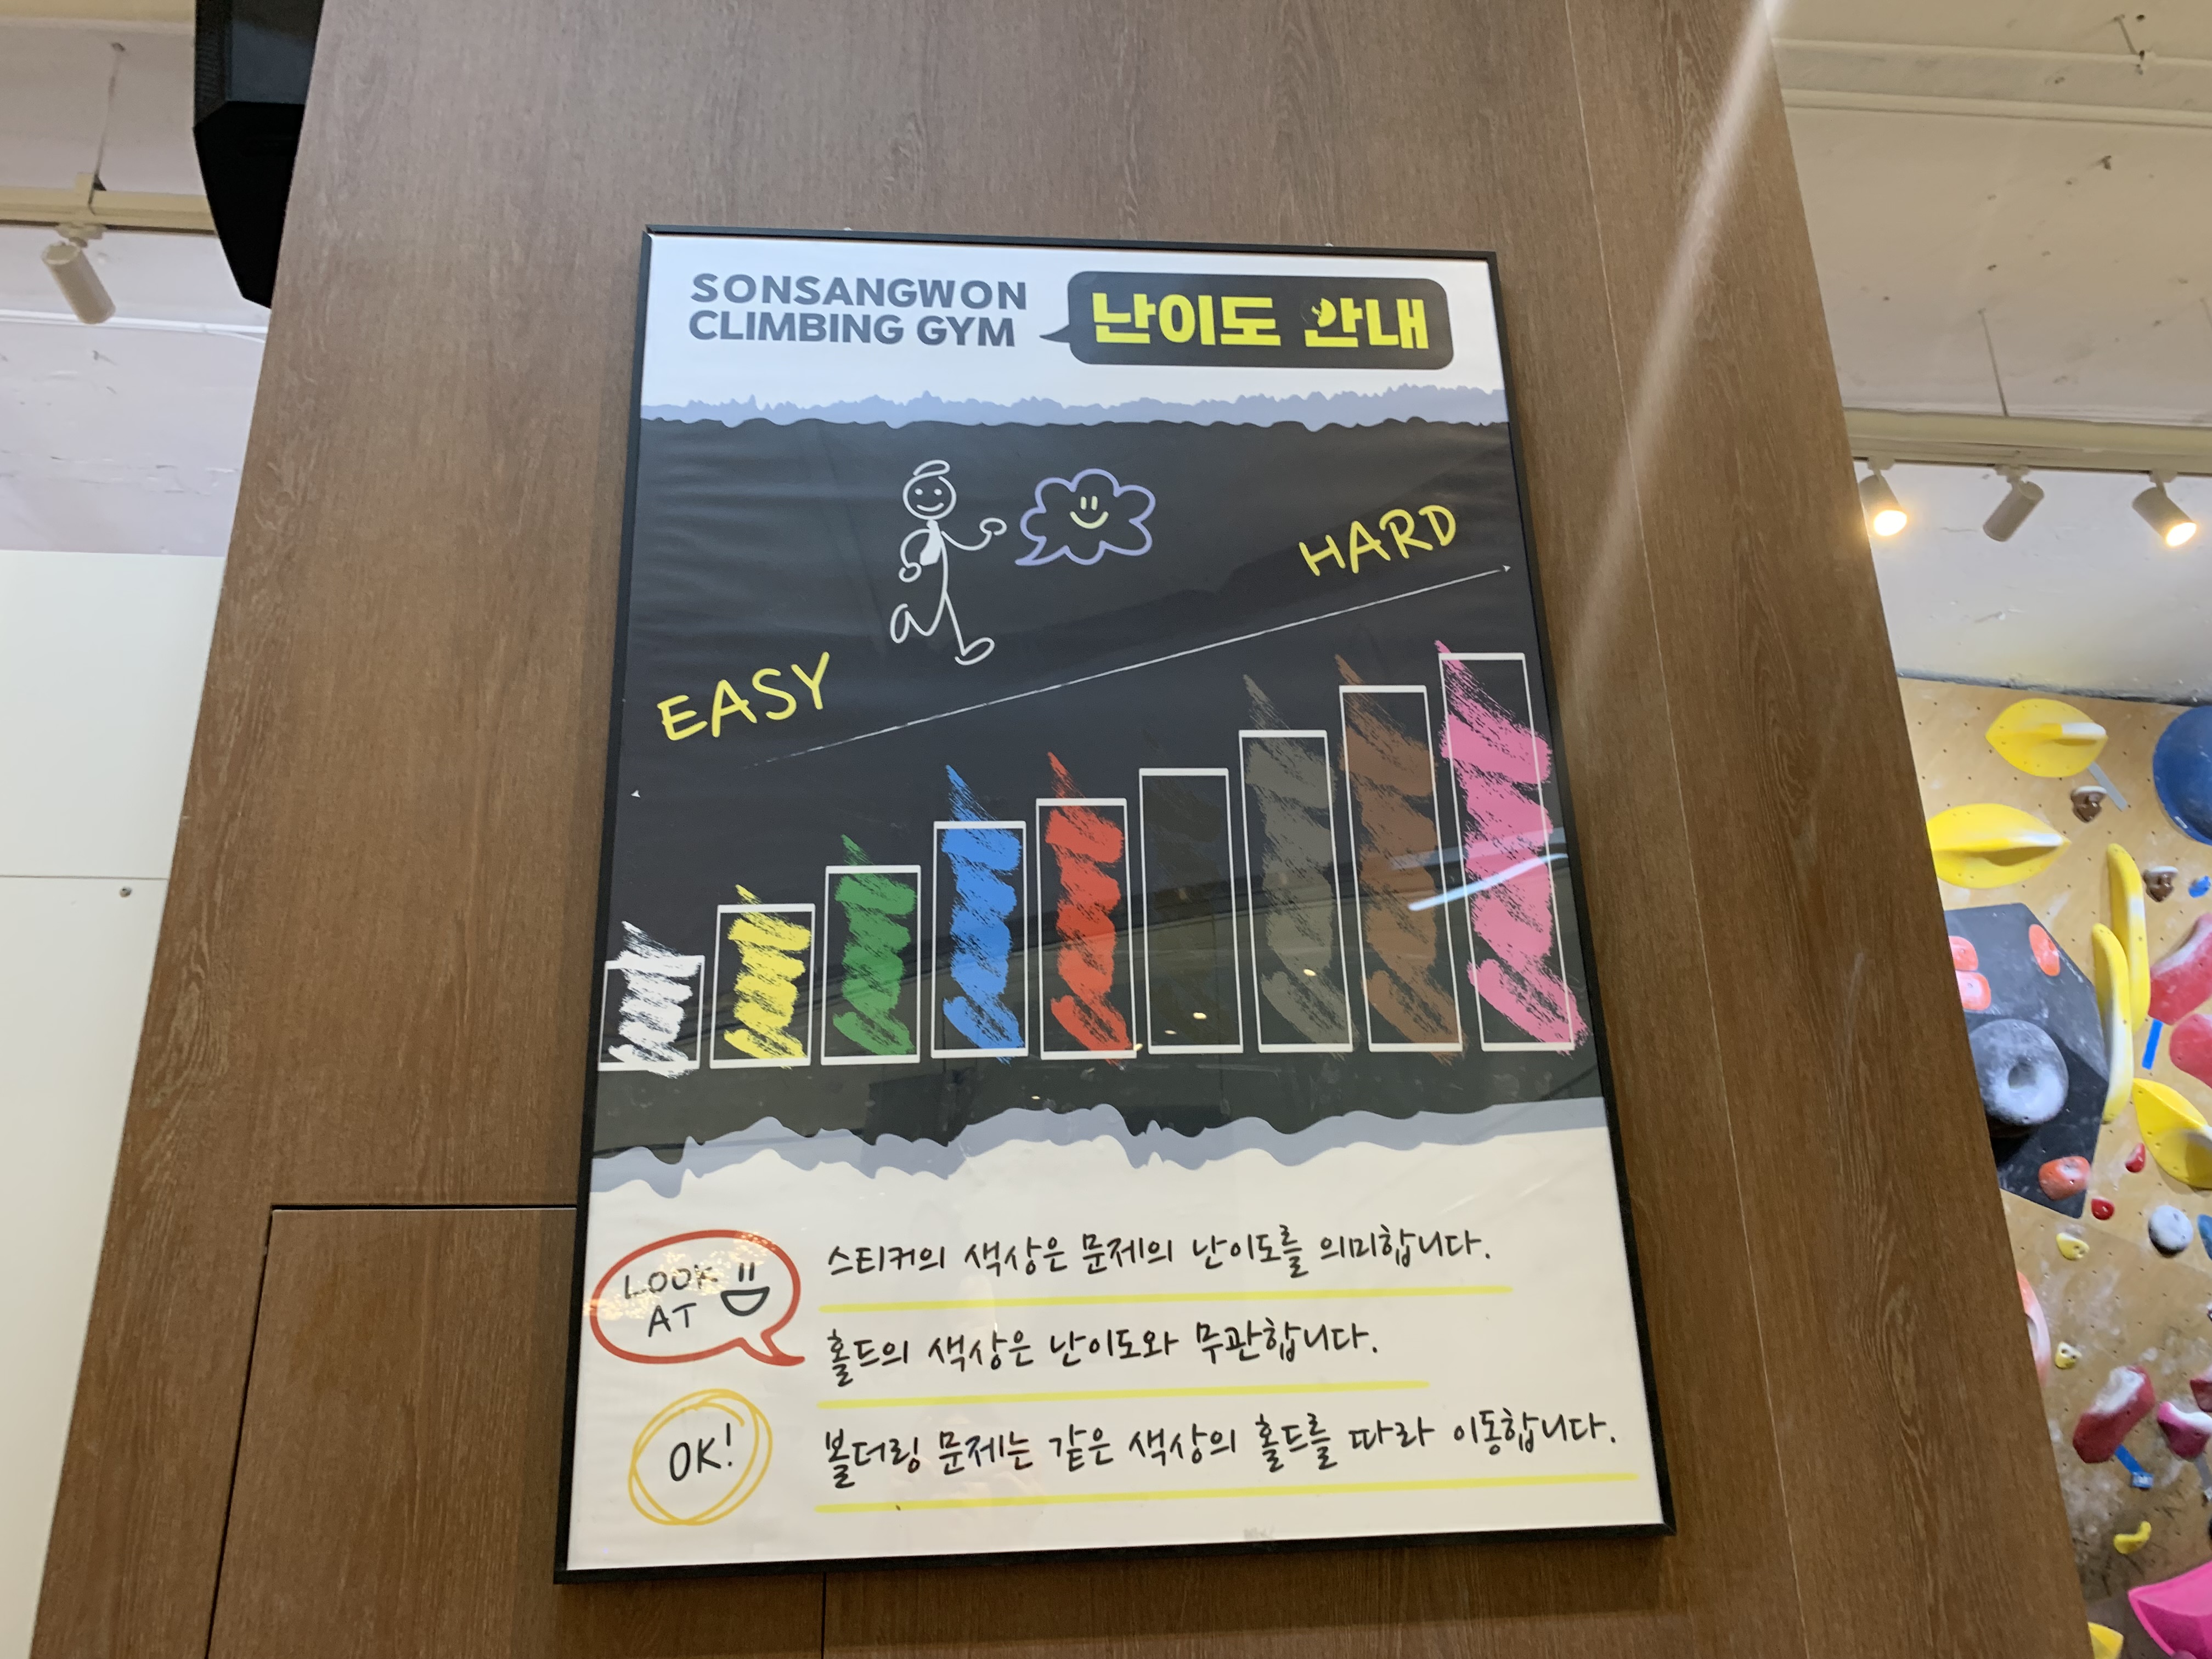 SONSANGWON
CLIMBING GYM
난이도 안내
HARD
EASY
LOOK
AT
스티커의 색상은 문제의 난이도를 의미합니다.
홀드의 색상은 난이도와 무관합니다.
OK!
볼더링 문제는 같은 색상의 홀드를 따라 이동합니다.